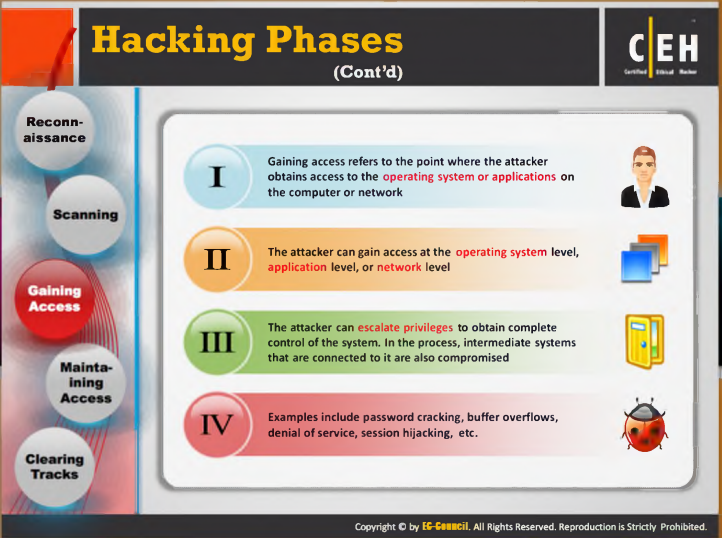 Hacking Phases
(Cont'd)
C|EH
Certified Ethical Hacker
Reconn-
aissance
Scanning
Gaining
Access
Mainta-
ining
Access
Clearing
Tracks
I
Gaining access refers to the point where the attacker
obtains access to the operating system or applications on
the computer or network
II
The attacker can gain access at the operating system level,
application level, or network level
III
The attacker can escalate privileges to obtain complete
control of the system. In the process, intermediate systems
that are connected to it are also compromised
IV
Examples include password cracking, buffer overflows,
denial of service, session hijacking, etc.
Copyright © by EC-Council. All Rights Reserved. Reproduction is Strictly Prohibited.